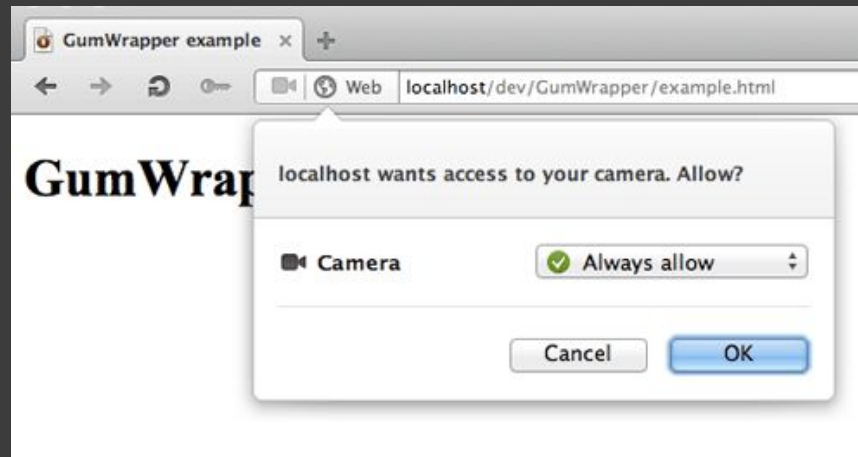 GumWrapper example
Web localhost/dev/GumWrapper/example.html
GumWrap
localhost wants access to your camera. Allow?
Camera Always allow
Cancel OK